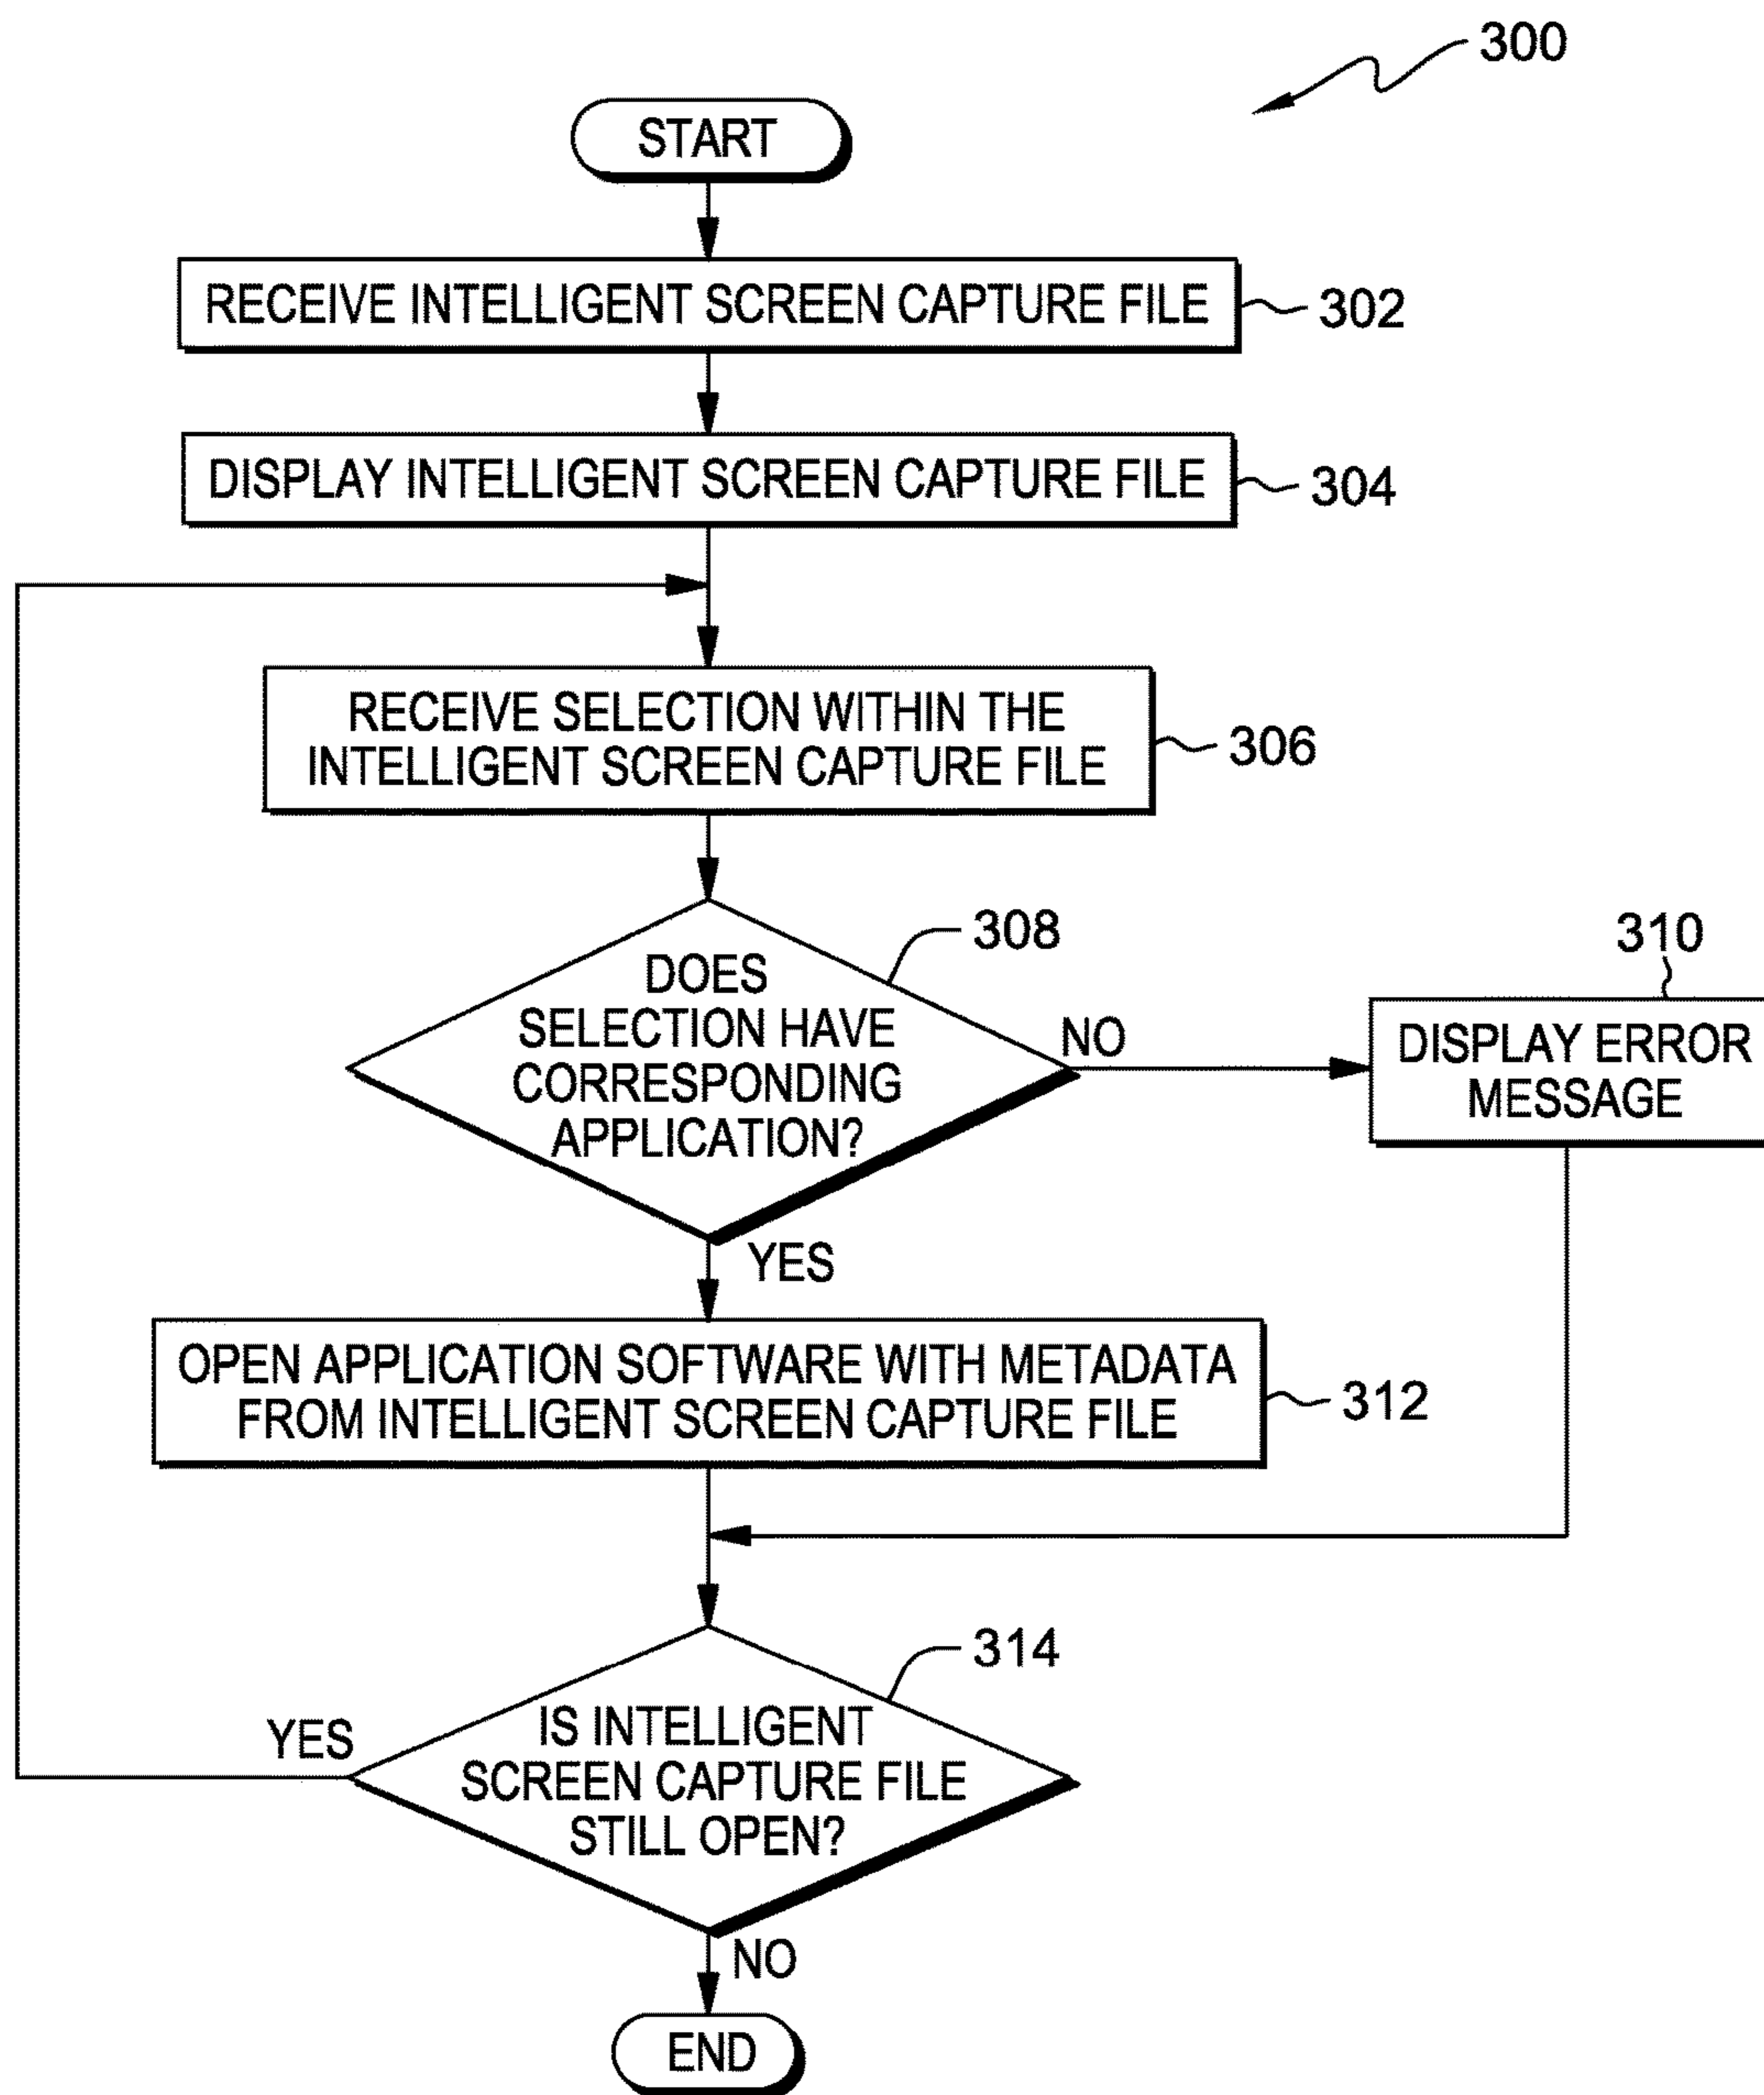 300
START
RECEIVE INTELLIGENT SCREEN CAPTURE FILE
302
DISPLAY INTELLIGENT SCREEN CAPTURE FILE
304
RECEIVE SELECTION WITHIN THE
INTELLIGENT SCREEN CAPTURE FILE
306
308
DOES
SELECTION HAVE
CORRESPONDING
APPLICATION?
NO
310
DISPLAY ERROR
MESSAGE
YES
OPEN APPLICATION SOFTWARE WITH METADATA
FROM INTELLIGENT SCREEN CAPTURE FILE
312
314
IS INTELLIGENT
SCREEN CAPTURE FILE
STILL OPEN?
YES
NO
END